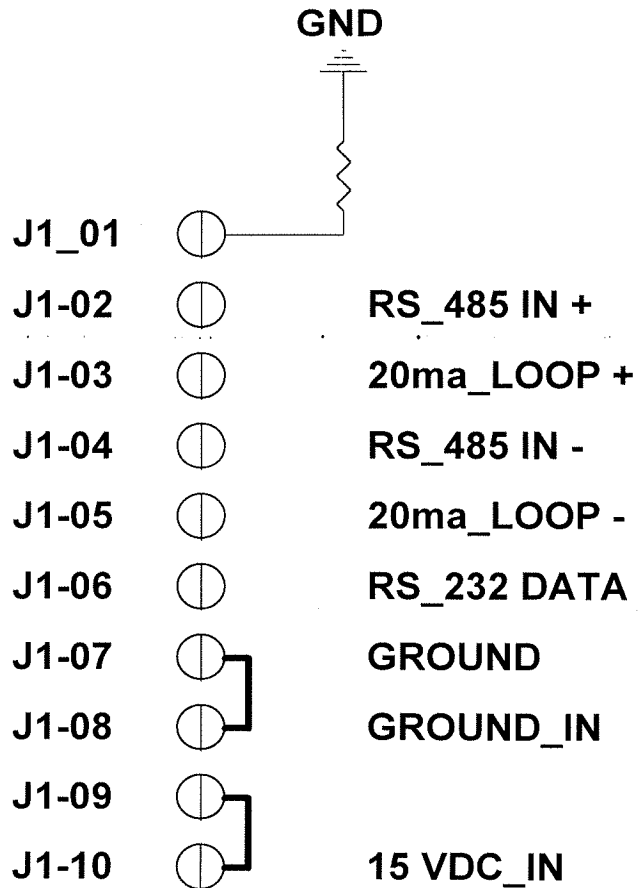 GND
J1_01
J1-02 RS_485 IN +
J1-03 20ma_LOOP +
J1-04 RS_485 IN -
J1-05 20ma_LOOP -
J1-06 RS_232 DATA
J1-07 GROUND
J1-08 GROUND_IN
J1-09
J1-10 15 VDC_IN